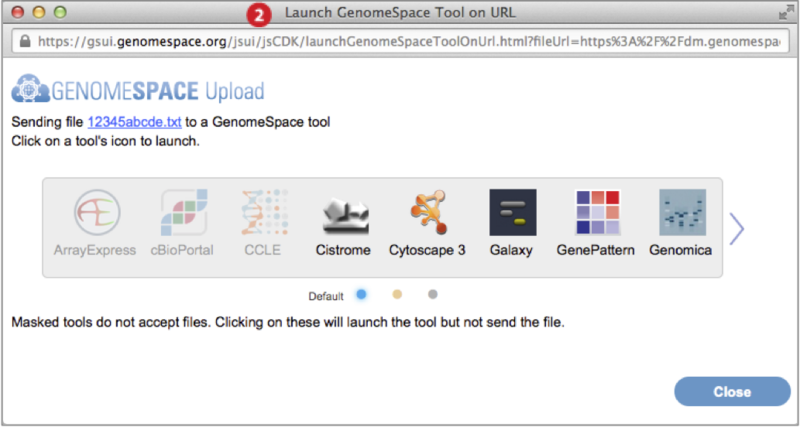 2 Launch GenomeSpace Tool on URL
https://gsui.genomespace.org/jsui/jsCDK/launchGenomeSpaceToolOnUrl.html?fileUrl=https%3A%2F%2Fdm.genomespa
GENOMESPACE Upload
Sending file 12345abcde.txt to a GenomeSpace tool
Click on a tool's icon to launch.
ArrayExpress cBioPortal CCLE Cistrome Cytoscape 3 Galaxy GenePattern Genomica
Default
Masked tools do not accept files. Clicking on these will launch the tool but not send the file.
Close